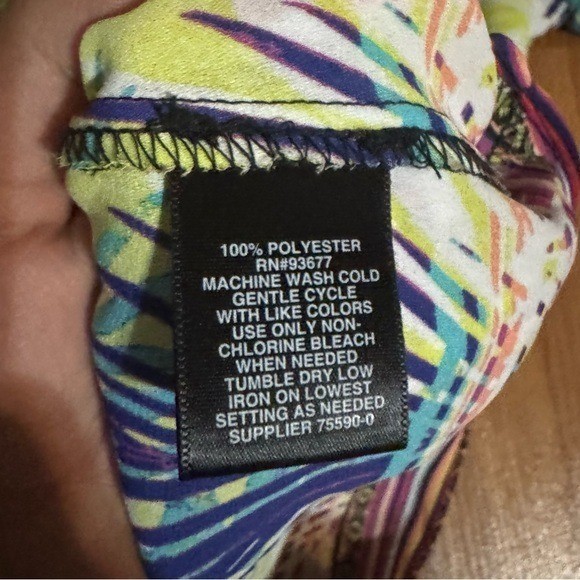 100% POLYESTER
RN#93677
MACHINE WASH COLD
GENTLE CYCLE
WITH LIKE COLORS
USE ONLY NON-
CHLORINE BLEACH
WHEN NEEDED
TUMBLE DRY LOW
IRON ON LOWEST
SETTING AS NEEDED
SUPPLIER 75590-0